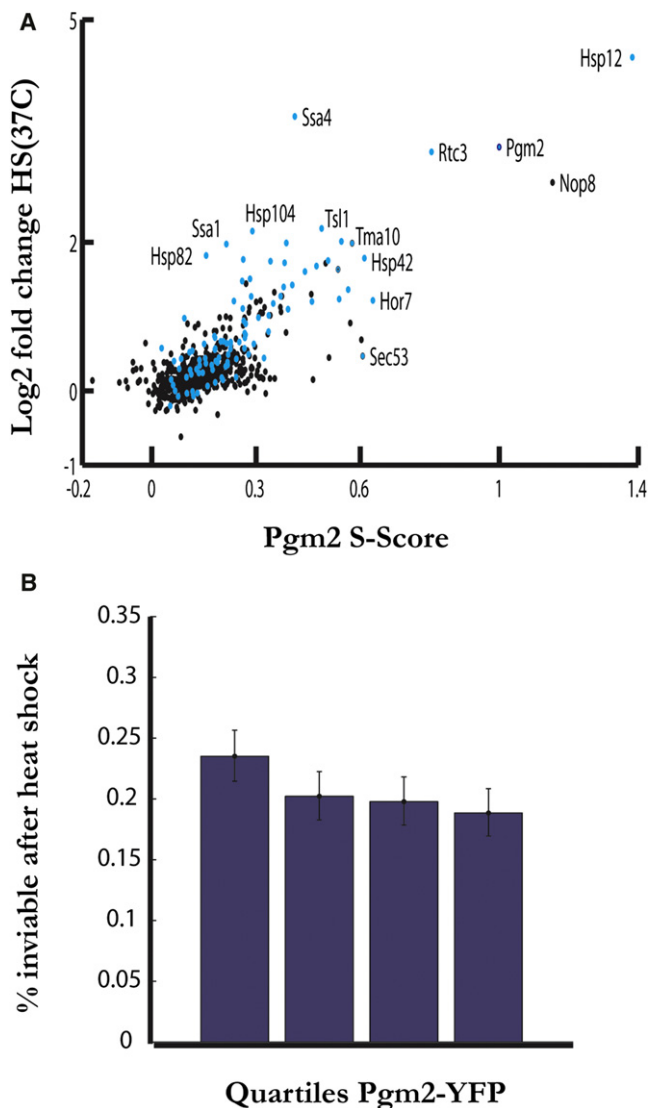 A
5
2
0
-1
Log2 fold change HS(37C)
Hsp12
Ssa4
Rtc3
Pgm2
Nop8
Hsp104
Tsl1
Ssa1
Tma10
Hsp82
Hsp42
Hor7
Sec53
-0.2 0 0.3 0.6 1 1.4
Pgm2 S-Score
B
0.35
0.3
0.25
0.2
0.15
0.1
0.05
0
% inviable after heat shock
Quartiles Pgm2-YFP